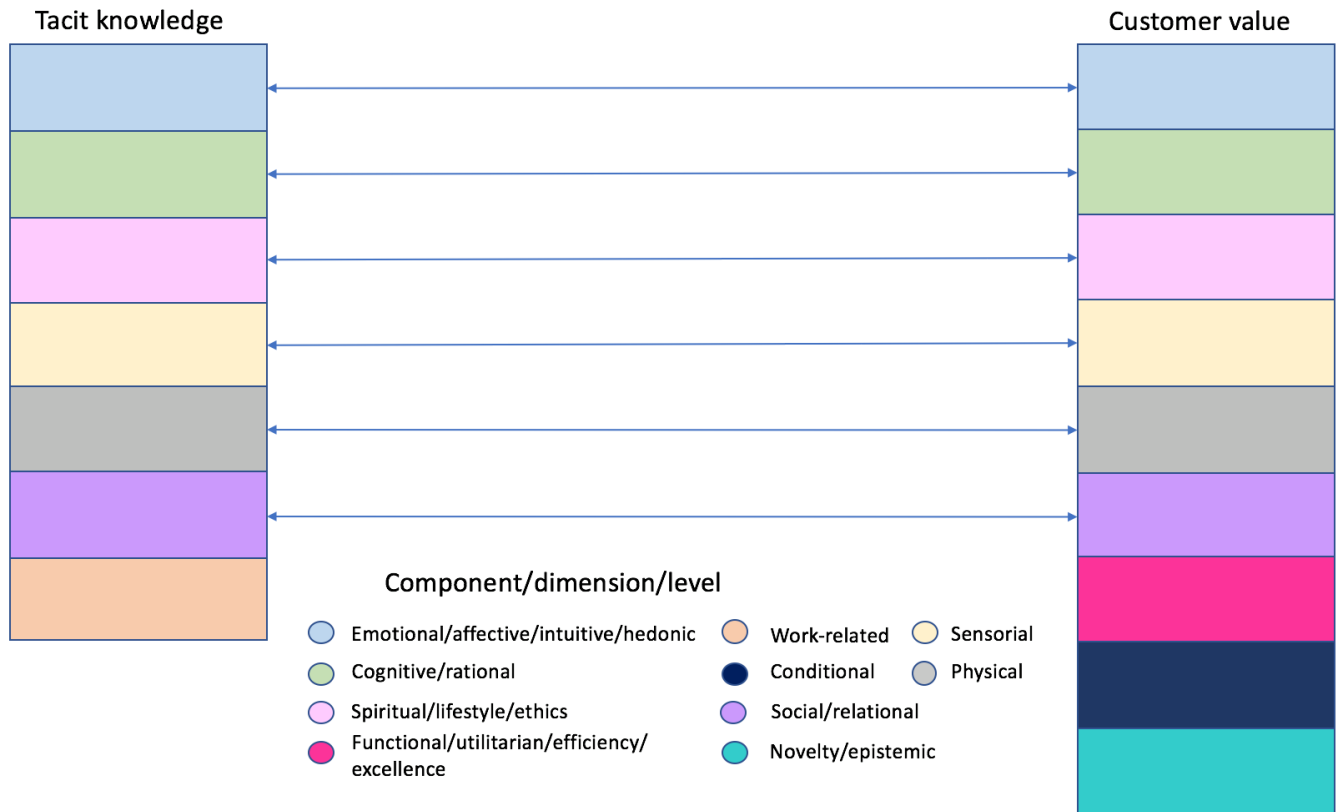 Tacit knowledge
Customer value
Component/dimension/level
Emotional/affective/intuitive/hedonic
Work-related
Sensorial
Cognitive/rational
Conditional
Physical
Spiritual/lifestyle/ethics
Social/relational
Functional/utilitarian/efficiency/
excellence
Novelty/epistemic